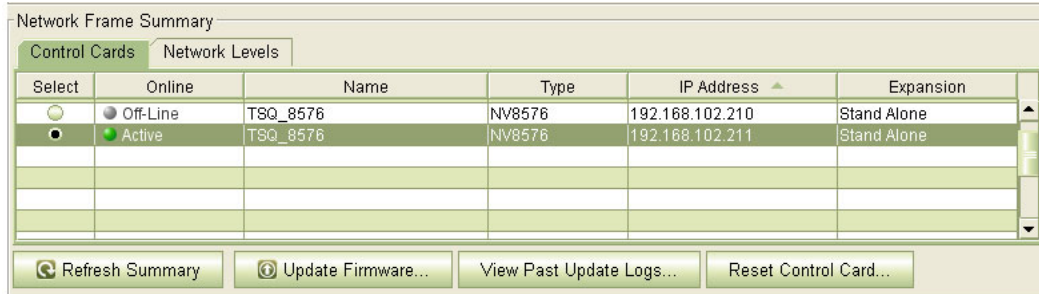 Network Frame Summary
Control Cards Network Levels
Select Online Name Type IP Address Expansion
Off-Line TSQ_8576 NV8576 192.168.102.210 Stand Alone
Active TSQ_8576 NV8576 192.168.102.211 Stand Alone
Refresh Summary Update Firmware... View Past Update Logs... Reset Control Card...